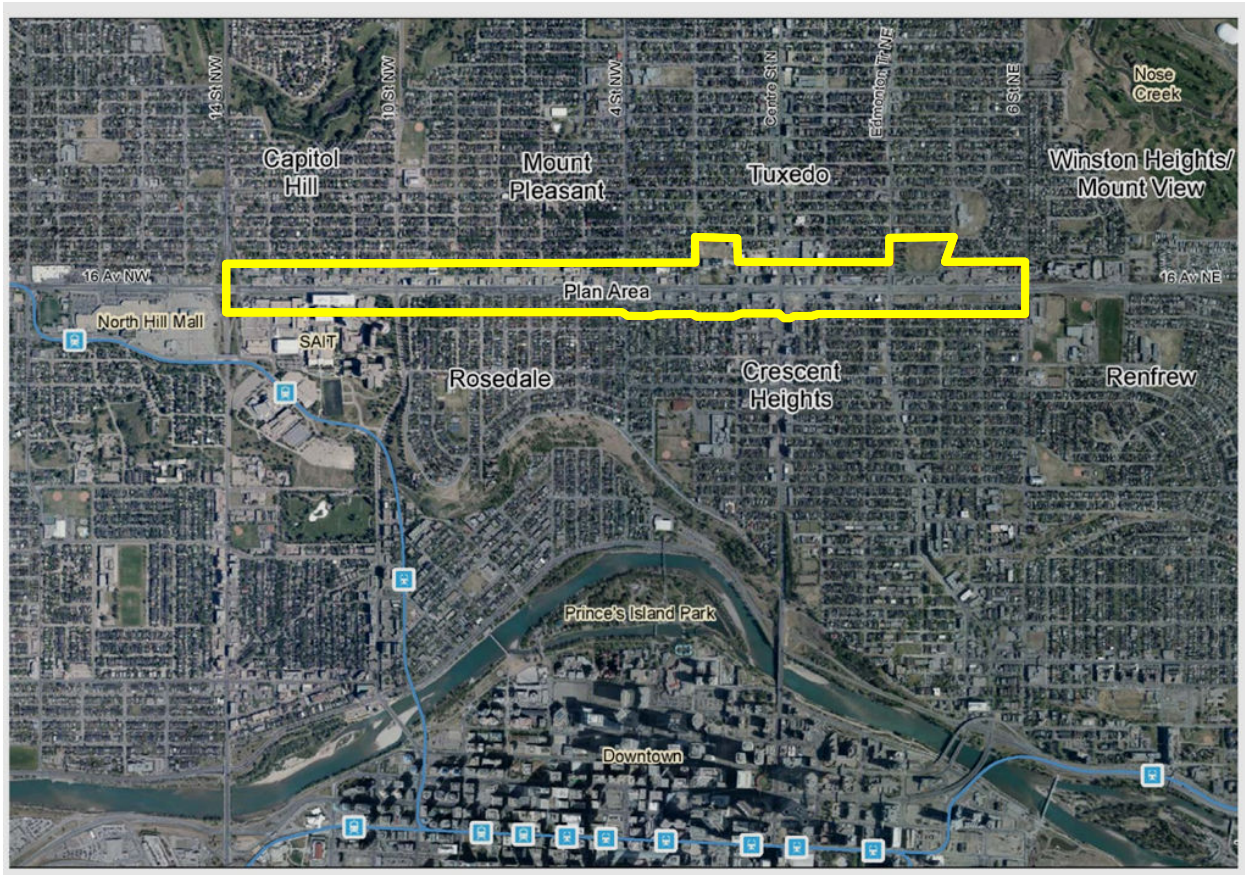 14 St NW
10 St NW
4 St NW
Centre St N
Edmonton Tr NE
6 St NE
Nose
Creek
Capitol
Hill
Mount
Pleasant
Tuxedo
Winston Heights/
Mount View
16 Av NW
Plan Area
16 Av NE
North Hill Mall
SAIT
Rosedale
Crescent
Heights
Renfrew
Prince's Island Park
Downtown